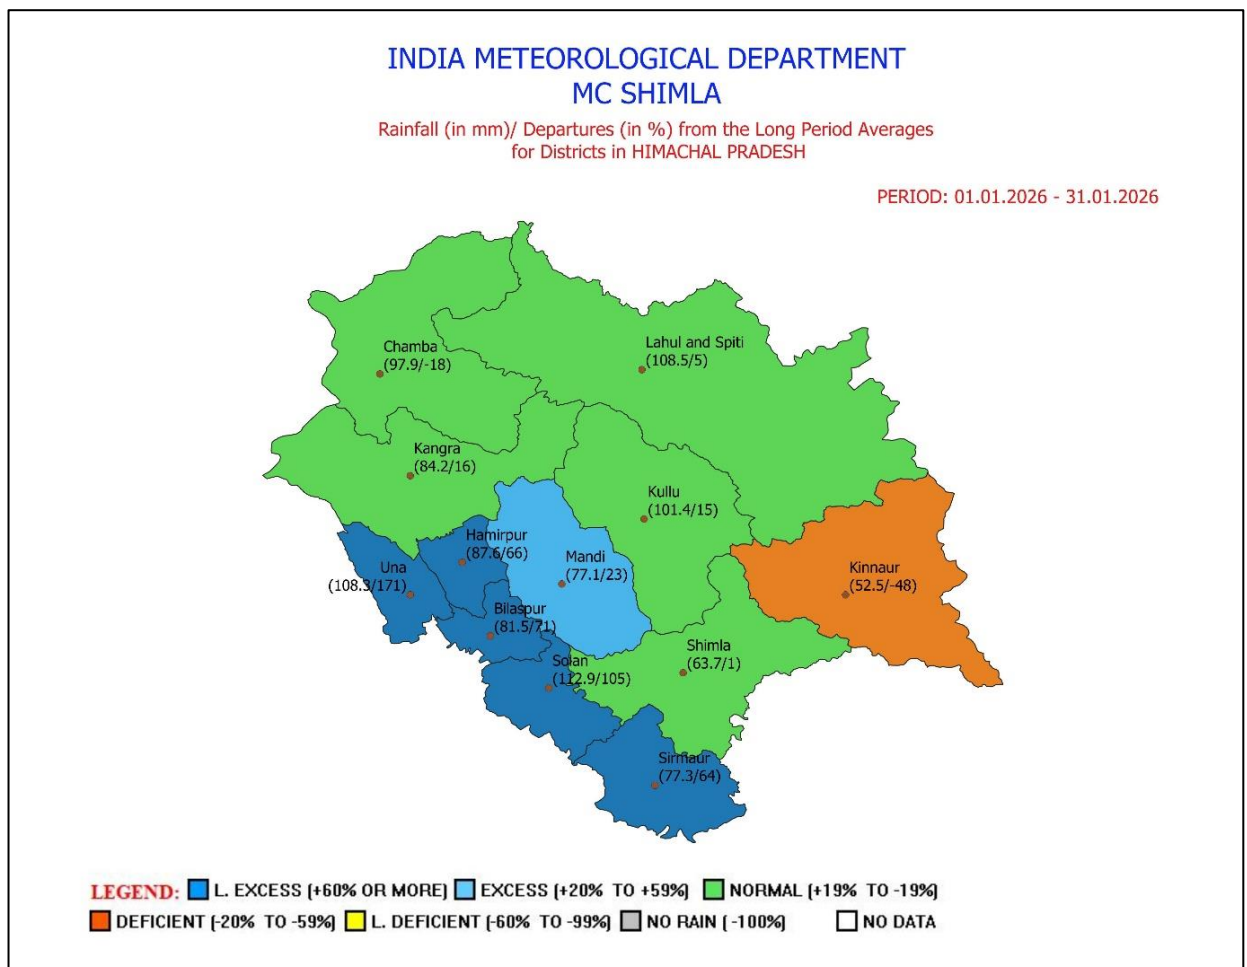 INDIA METEOROLOGICAL DEPARTMENT
MC SHIMLA
Rainfall (in mm)/ Departures (in %) from the Long Period Averages
for Districts in HIMACHAL PRADESH
PERIOD: 01.01.2026 - 31.01.2026
Chamba
(97.9/-18)
Lahul and Spiti
(108.5/5)
Kangra
(84.2/16)
Kullu
(101.4/15)
Hamirpur
(87.6/66)
Mandi
(77.1/23)
Una
(108.3/171)
Kinnaur
(52.5/-48)
Bilaspur
(81.5/71)
Shimla
(63.7/1)
Solan
(112.9/105)
Sirmaur
(77.3/64)
LEGEND: L. EXCESS (+60% OR MORE) EXCESS (+20% TO +59%) NORMAL (+19% TO -19%)
DEFICIENT (-20% TO -59%) L. DEFICIENT (-60% TO -99%) NO RAIN ( -100%) NO DATA